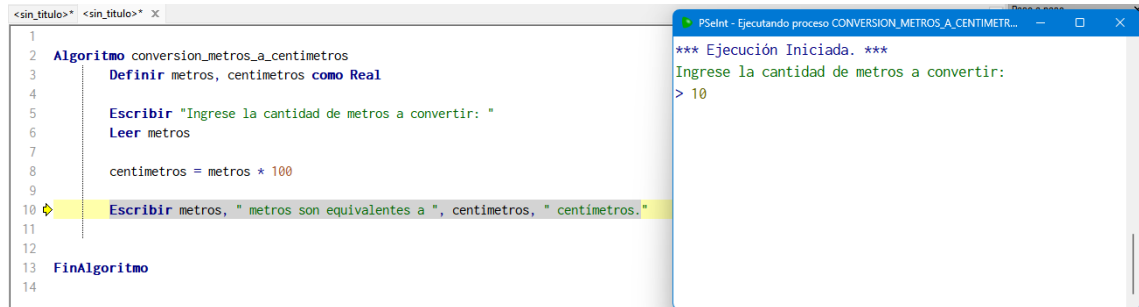 <sin_titulo>* <sin_titulo>* X
1
2 Algoritmo conversion_metros_a_centimetros
3 Definir metros, centimetros como Real
4
5 Escribir "Ingrese la cantidad de metros a convertir: "
6 Leer metros
7
8 centimetros = metros * 100
9
10 Escribir metros, " metros son equivalentes a ", centimetros, " centímetros."
11
12
13 FinAlgoritmo
14
PSeInt - Ejecutando proceso CONVERSION_METROS_A_CENTIMETR...
*** Ejecución Iniciada. ***
Ingrese la cantidad de metros a convertir:
> 10